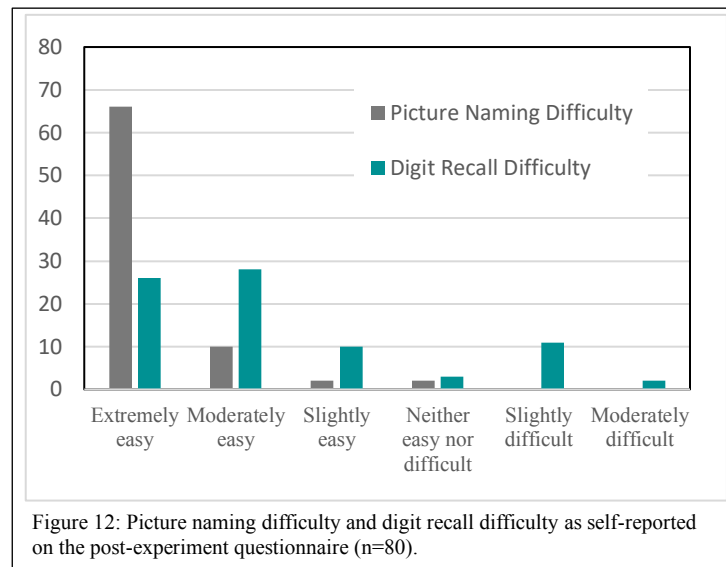 80
70
60
50
40
30
20
10
0
Picture Naming Difficulty
Digit Recall Difficulty
Extremely easy
Moderately easy
Slightly easy
Neither easy nor difficult
Slightly difficult
Moderately difficult
Figure 12: Picture naming difficulty and digit recall difficulty as self-reported
on the post-experiment questionnaire (n=80).